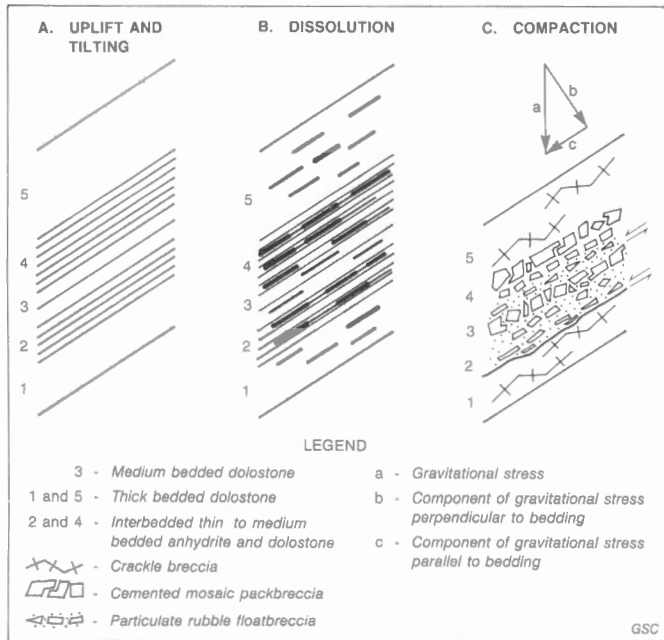 A. UPLIFT AND
TILTING
B. DISSOLUTION
C. COMPACTION
5
4
3
2
1
5
4
3
2
1
a
b
c
5
4
3
2
1
LEGEND
3 - Medium bedded dolostone
1 and 5 - Thick bedded dolostone
2 and 4 - Interbedded thin to medium
bedded anhydrite and dolostone
Crackle breccia
Cemented mosaic packbreccia
Particulate rubble floatbreccia
a - Gravitational stress
b - Component of gravitational stress
perpendicular to bedding
c - Component of gravitational stress
parallel to bedding
GSC